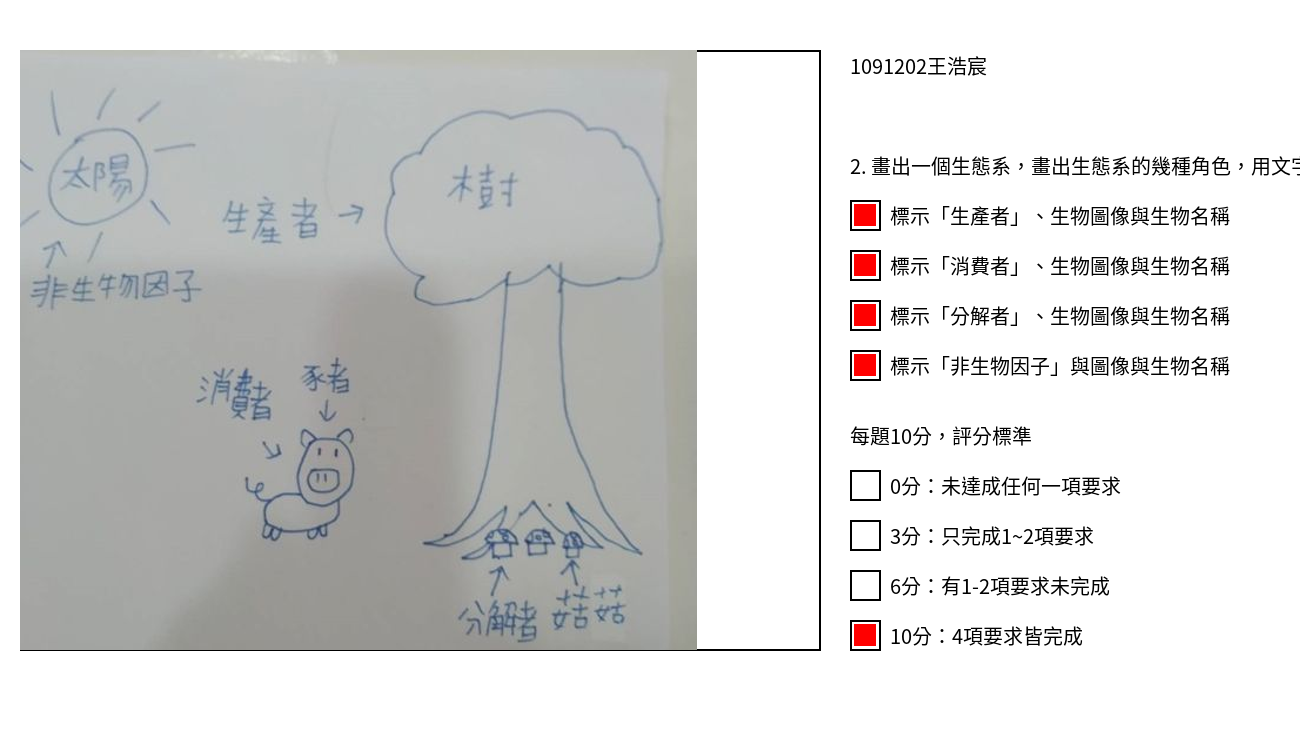 太陽
樹
生產者
非生物因子
消費者
豕者
分解者
菇菇
1091202王浩宸
2. 畫出一個生態系，畫出生態系的幾種角色，用文字
標示「生產者」、生物圖像與生物名稱
標示「消費者」、生物圖像與生物名稱
標示「分解者」、生物圖像與生物名稱
標示「非生物因子」與圖像與生物名稱
每題10分，評分標準
0分：未達成任何一項要求
3分：只完成1~2項要求
6分：有1-2項要求未完成
10分：4項要求皆完成